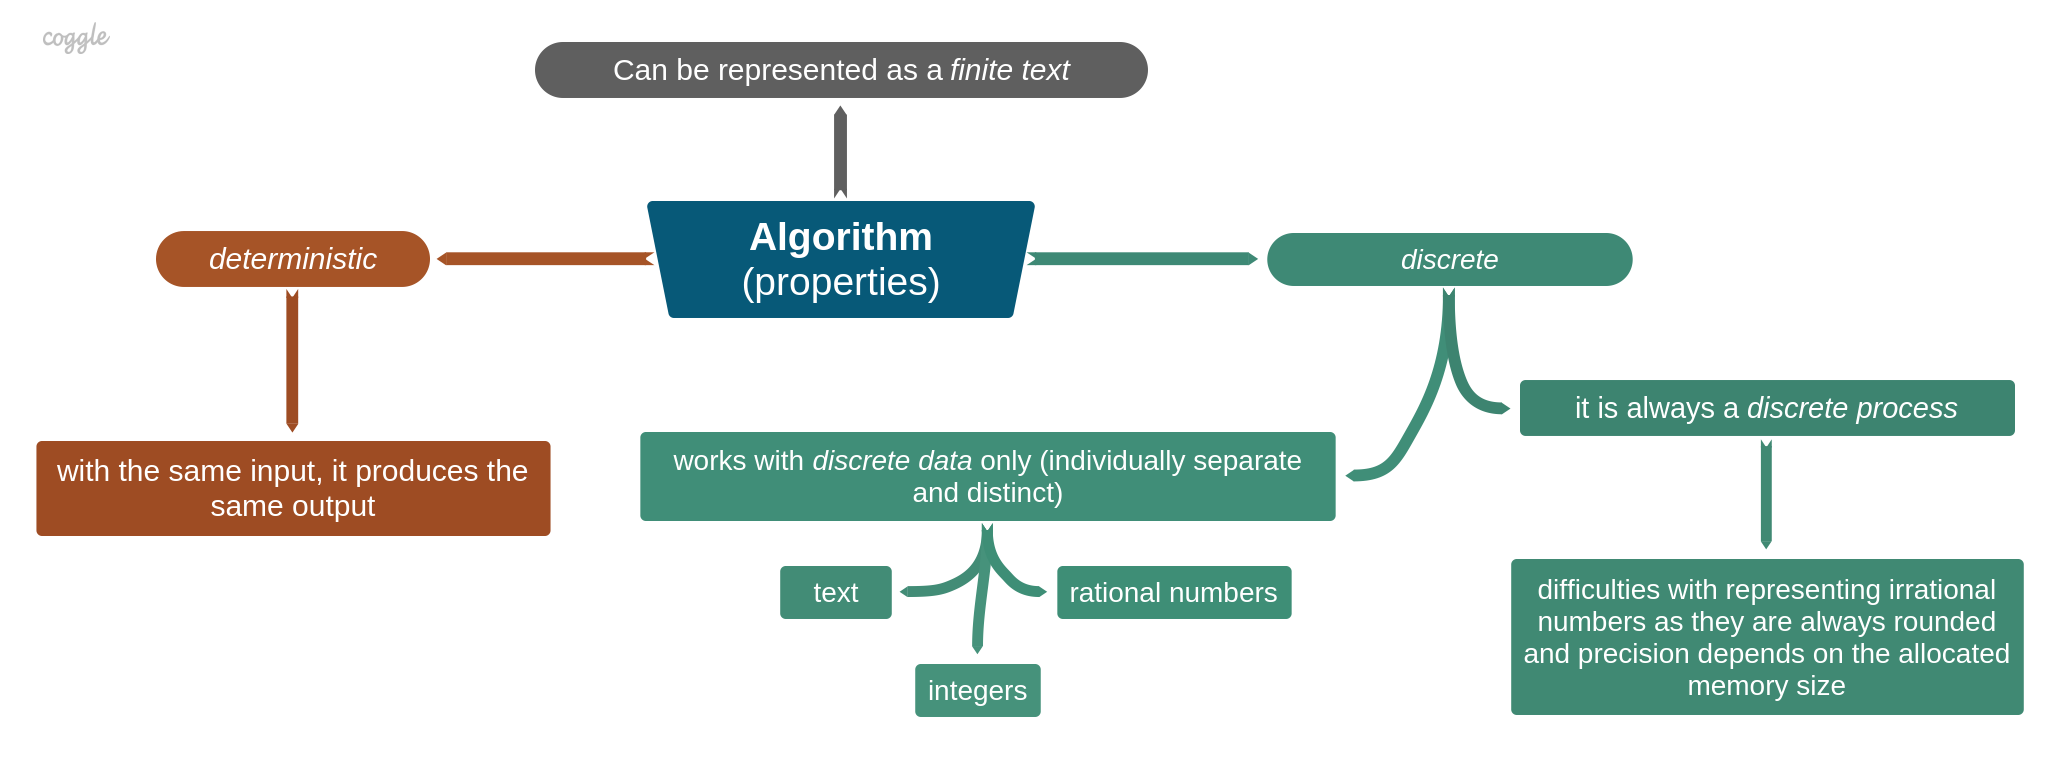 coggle
Can be represented as a finite text
Algorithm
(properties)
deterministic
discrete
with the same input, it produces the
same output
works with discrete data only (individually separate
and distinct)
it is always a discrete process
text
rational numbers
integers
difficulties with representing irrational
numbers as they are always rounded
and precision depends on the allocated
memory size